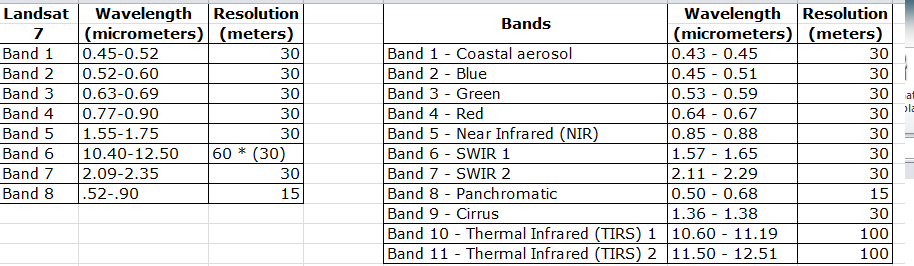 Landsat 7 Wavelength (micrometers) Resolution (meters)
Band 1 0.45-0.52 30
Band 2 0.52-0.60 30
Band 3 0.63-0.69 30
Band 4 0.77-0.90 30
Band 5 1.55-1.75 30
Band 6 10.40-12.50 60 * (30)
Band 7 2.09-2.35 30
Band 8 .52-.90 15
Bands Wavelength (micrometers) Resolution (meters)
Band 1 - Coastal aerosol 0.43 - 0.45 30
Band 2 - Blue 0.45 - 0.51 30
Band 3 - Green 0.53 - 0.59 30
Band 4 - Red 0.64 - 0.67 30
Band 5 - Near Infrared (NIR) 0.85 - 0.88 30
Band 6 - SWIR 1 1.57 - 1.65 30
Band 7 - SWIR 2 2.11 - 2.29 30
Band 8 - Panchromatic 0.50 - 0.68 15
Band 9 - Cirrus 1.36 - 1.38 30
Band 10 - Thermal Infrared (TIRS) 1 10.60 - 11.19 100
Band 11 - Thermal Infrared (TIRS) 2 11.50 - 12.51 100